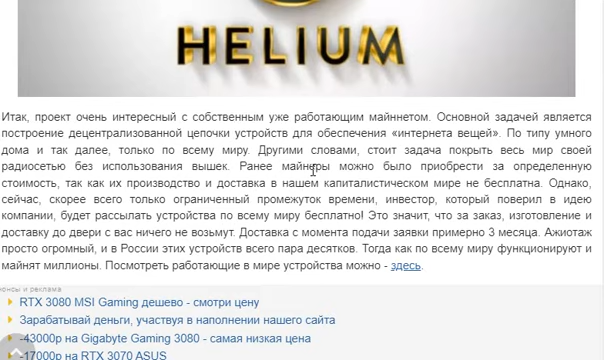 HELIUM
Итак, проект очень интересный с собственным уже работающим майннетом. Основной задачей является
построение децентрализованной цепочки устройств для обеспечения «интернета вещей». По типу умного
дома и так далее, только по всему миру. Другими словами, стоит задача покрыть весь мир своей
радиосетью без использования вышек. Ранее майнеры можно было приобрести за определенную
стоимость, так как их производство и доставка в нашем капиталистическом мире не бесплатна. Однако,
сейчас, скорее всего только ограниченный промежуток времени, инвестор, который поверил в идею
компании, будет рассылать устройства по всему миру бесплатно! Это значит, что за заказ, изготовление и
доставку до двери с вас ничего не возьмут. Доставка с момента подачи заявки примерно 3 месяца. Ажиотаж
просто огромный, и в России этих устройств всего пара десятков. Тогда как по всему миру функционируют и
майнят миллионы. Посмотреть работающие в мире устройства можно - здесь.
и реклама
RTX 3080 MSI Gaming дешево - смотри цену
Зарабатывай деньги, участвуя в наполнении нашего сайта
-43000р на Gigabyte Gaming 3080 - самая низкая цена
-17000р на RTX 3070 ASUS